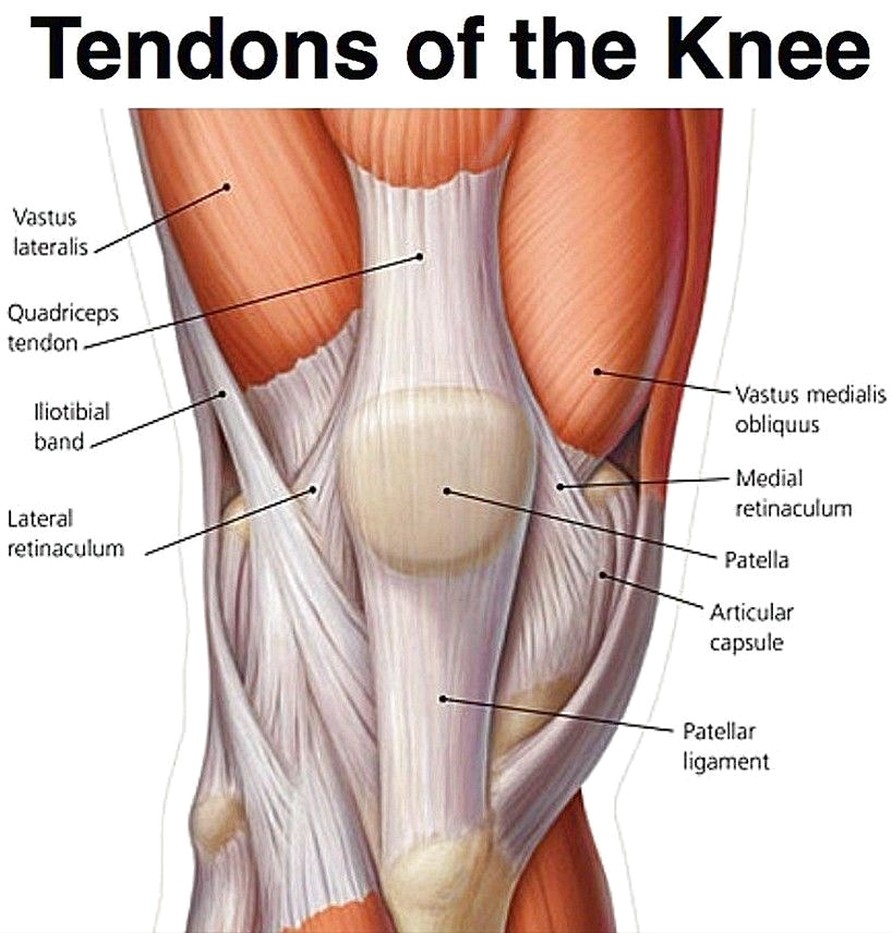 Tendons of the Knee
Vastus
lateralis
Quadriceps
tendon
Iliotibial
band
Lateral
retinaculum
Vastus medialis
obliquus
Medial
retinaculum
Patella
Articular
capsule
Patellar
ligament